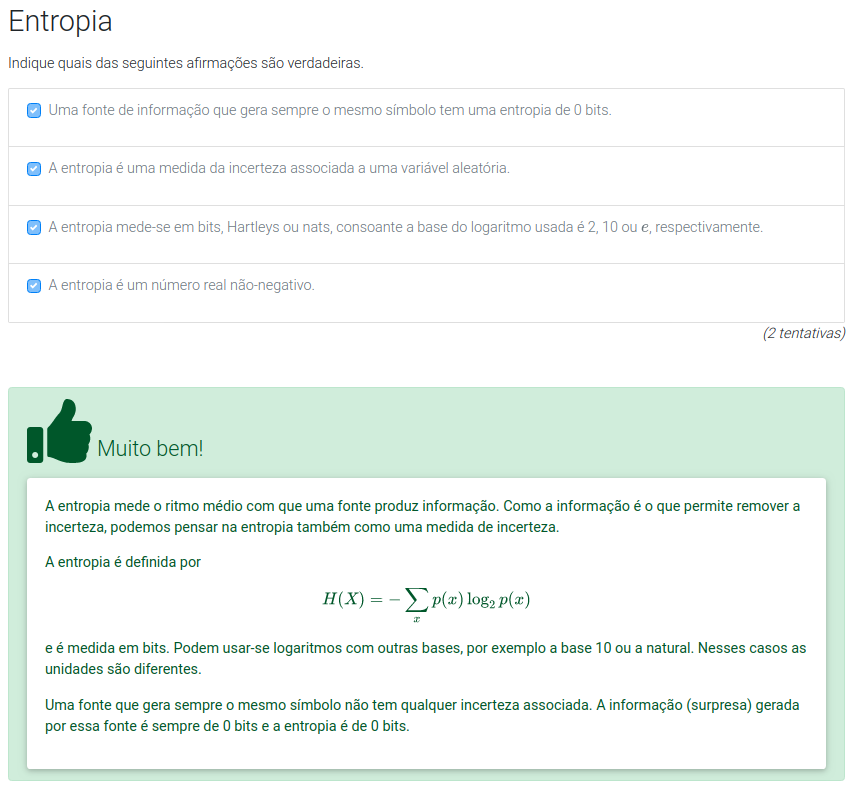 Entropia
Indique quais das seguintes afirmações são verdadeiras.
Uma fonte de informação que gera sempre o mesmo símbolo tem uma entropia de 0 bits.
A entropia é uma medida da incerteza associada a uma variável aleatória.
A entropia mede-se em bits, Hartleys ou nats, consoante a base do logaritmo usada é 2, 10 ou e, respectivamente.
A entropia é um número real não-negativo.
(2 tentativas)
Muito bem!
A entropia mede o ritmo médio com que uma fonte produz informação. Como a informação é o que permite remover a
incerteza, podemos pensar na entropia também como uma medida de incerteza.
A entropia é definida por
H(X) = −∑ₓ p(x) log₂ p(x)
e é medida em bits. Podem usar-se logaritmos com outras bases, por exemplo a base 10 ou a natural. Nesses casos as
unidades são diferentes.
Uma fonte que gera sempre o mesmo símbolo não tem qualquer incerteza associada. A informação (surpresa) gerada
por essa fonte é sempre de 0 bits e a entropia é de 0 bits.